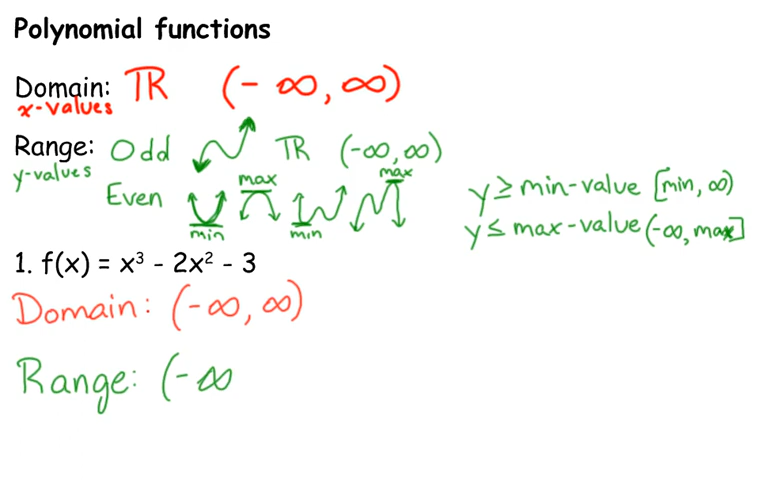 Polynomial functions
Domain: ℝ (-∞, ∞)
x-values
Range: Odd ℝ (-∞, ∞)
y-values
Even min max min max
y ≥ min-value [min, ∞)
y ≤ max-value (-∞, max]
1. f(x) = x³ - 2x² - 3
Domain: (-∞, ∞)
Range: (-∞